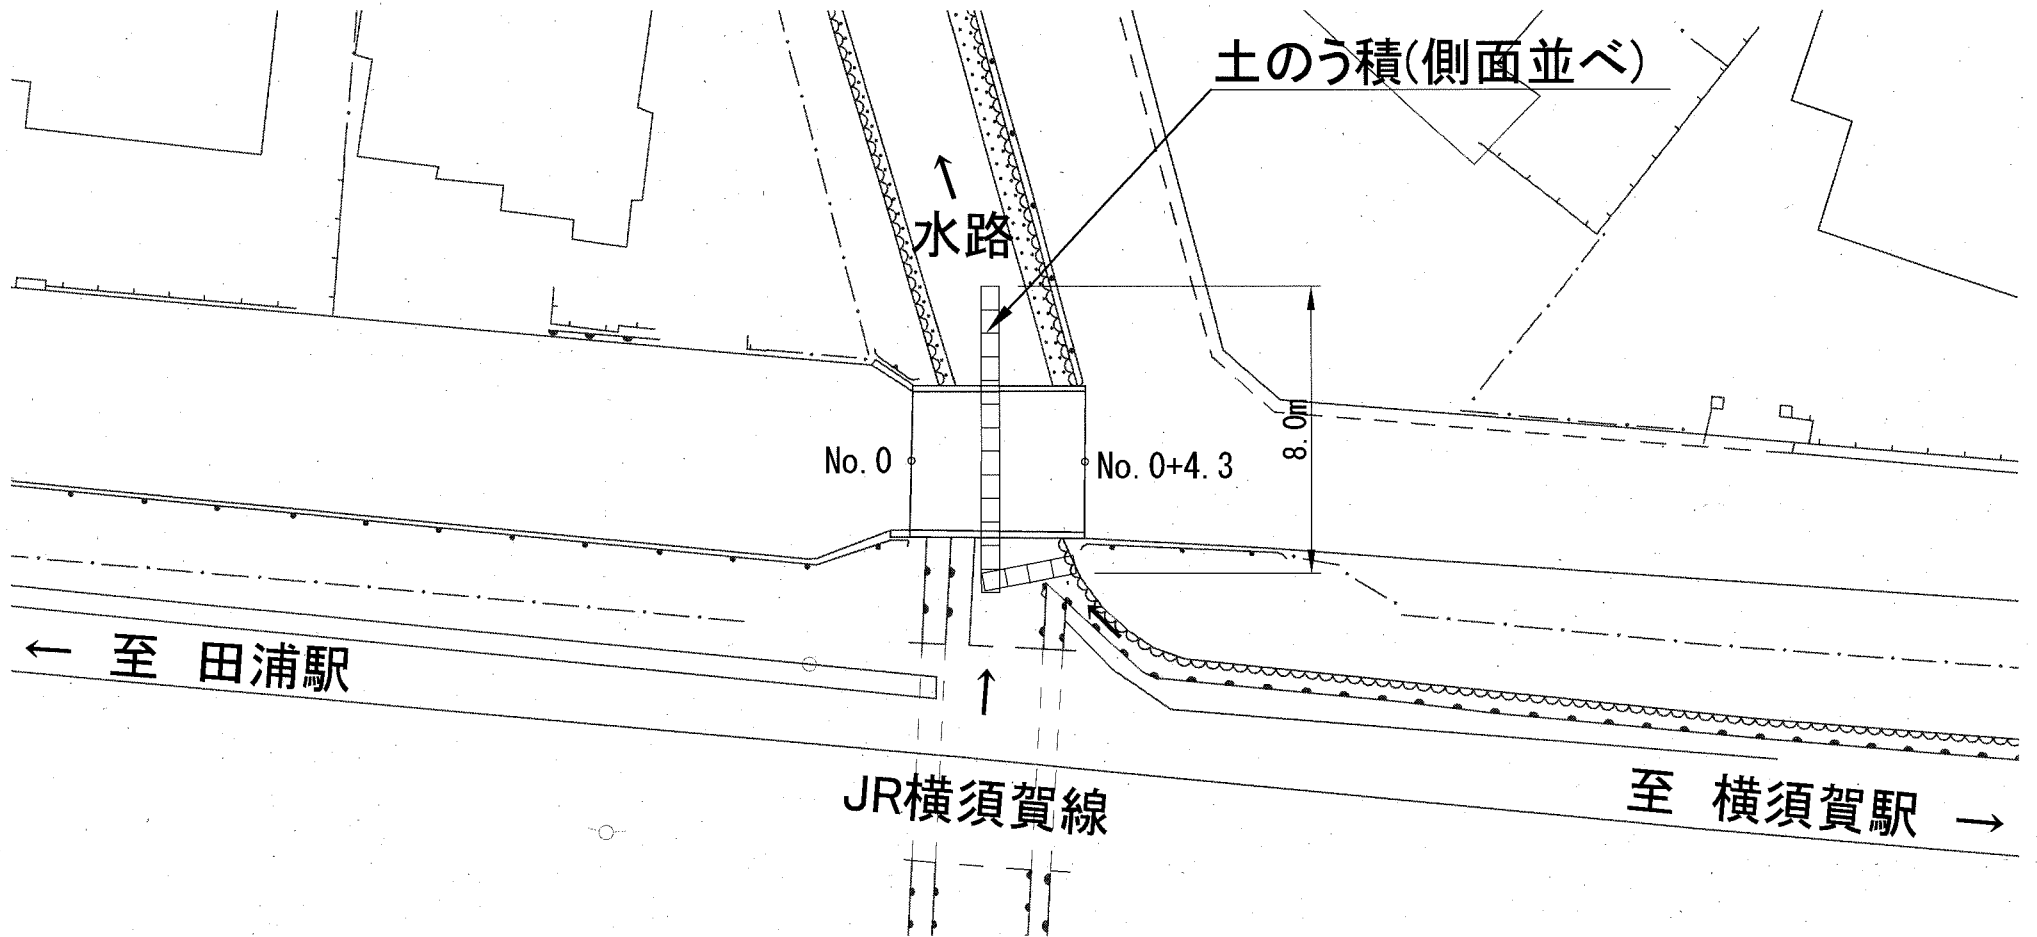 土のう積(側面並べ)
↑
水路
No. 0
No. 0+4. 3
8. 0m
← 至 田浦駅
↑
JR横須賀線
至 横須賀駅 →